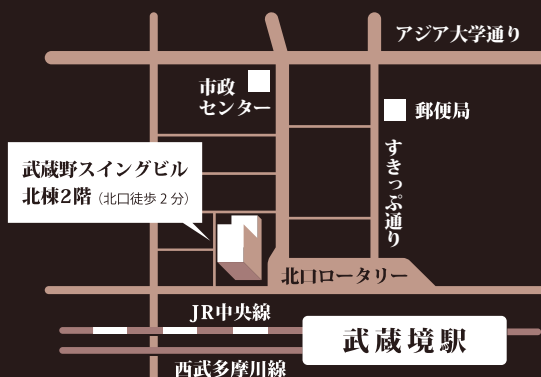 アジア大学通り
市政
センター
郵便局
すきっぷ通り
武蔵野スイングビル
北棟2階（北口徒歩2分）
北口ロータリー
JR中央線
武蔵境駅
西武多摩川線